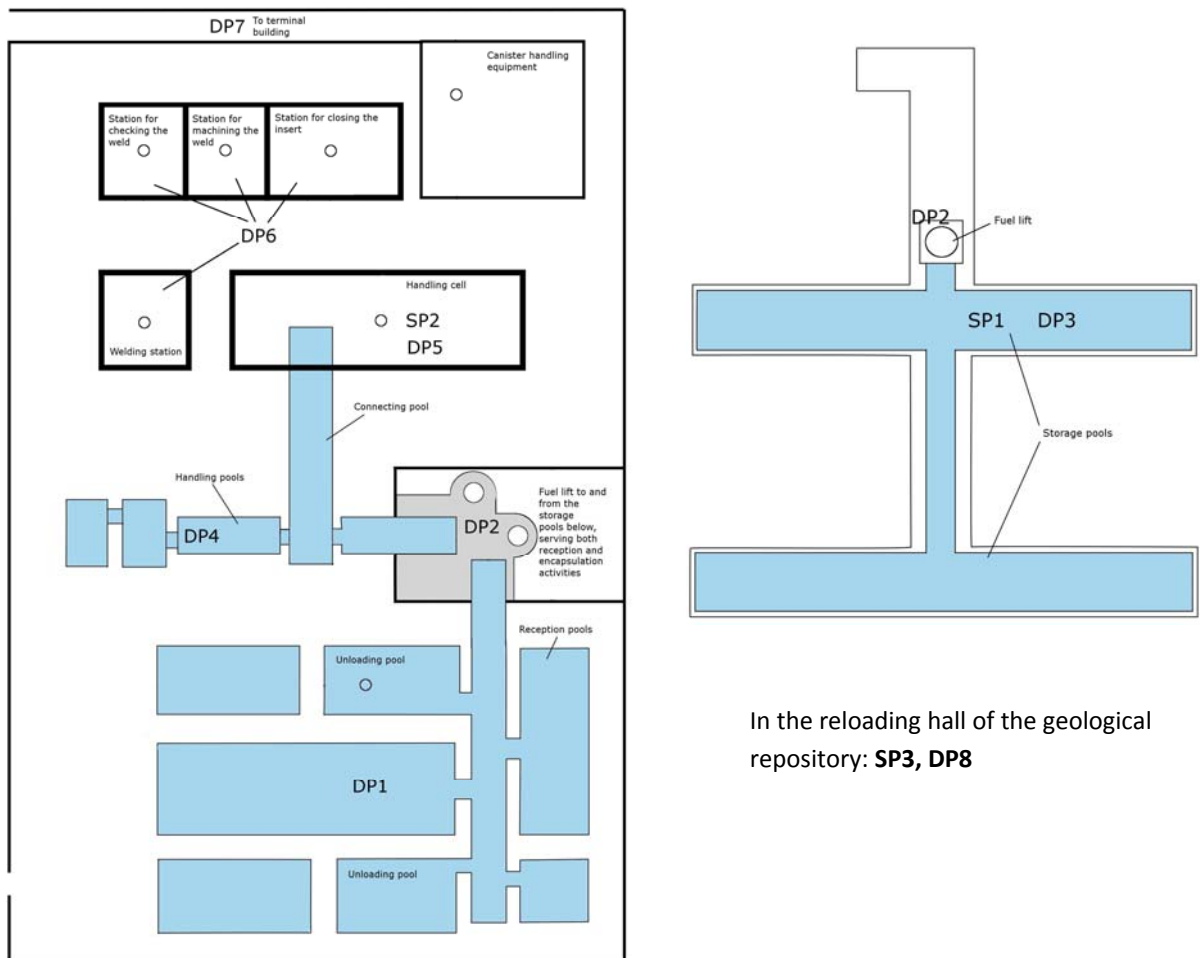 DP7
To terminal
building
Canister handling
equipment
Station for
checking the
weld
Station for
machining the
weld
Station for closing the
insert
DP6
Handling cell
SP2
DP5
Welding station
Connecting pool
Handling pools
DP4
DP2
Fuel lift to and
from the
storage
pools below,
serving both
reception and
encapsulation
activities
Reception pools
Unloading pool
DP1
Unloading pool
DP2
Fuel lift
SP1
DP3
Storage pools
In the reloading hall of the geological
repository: SP3, DP8